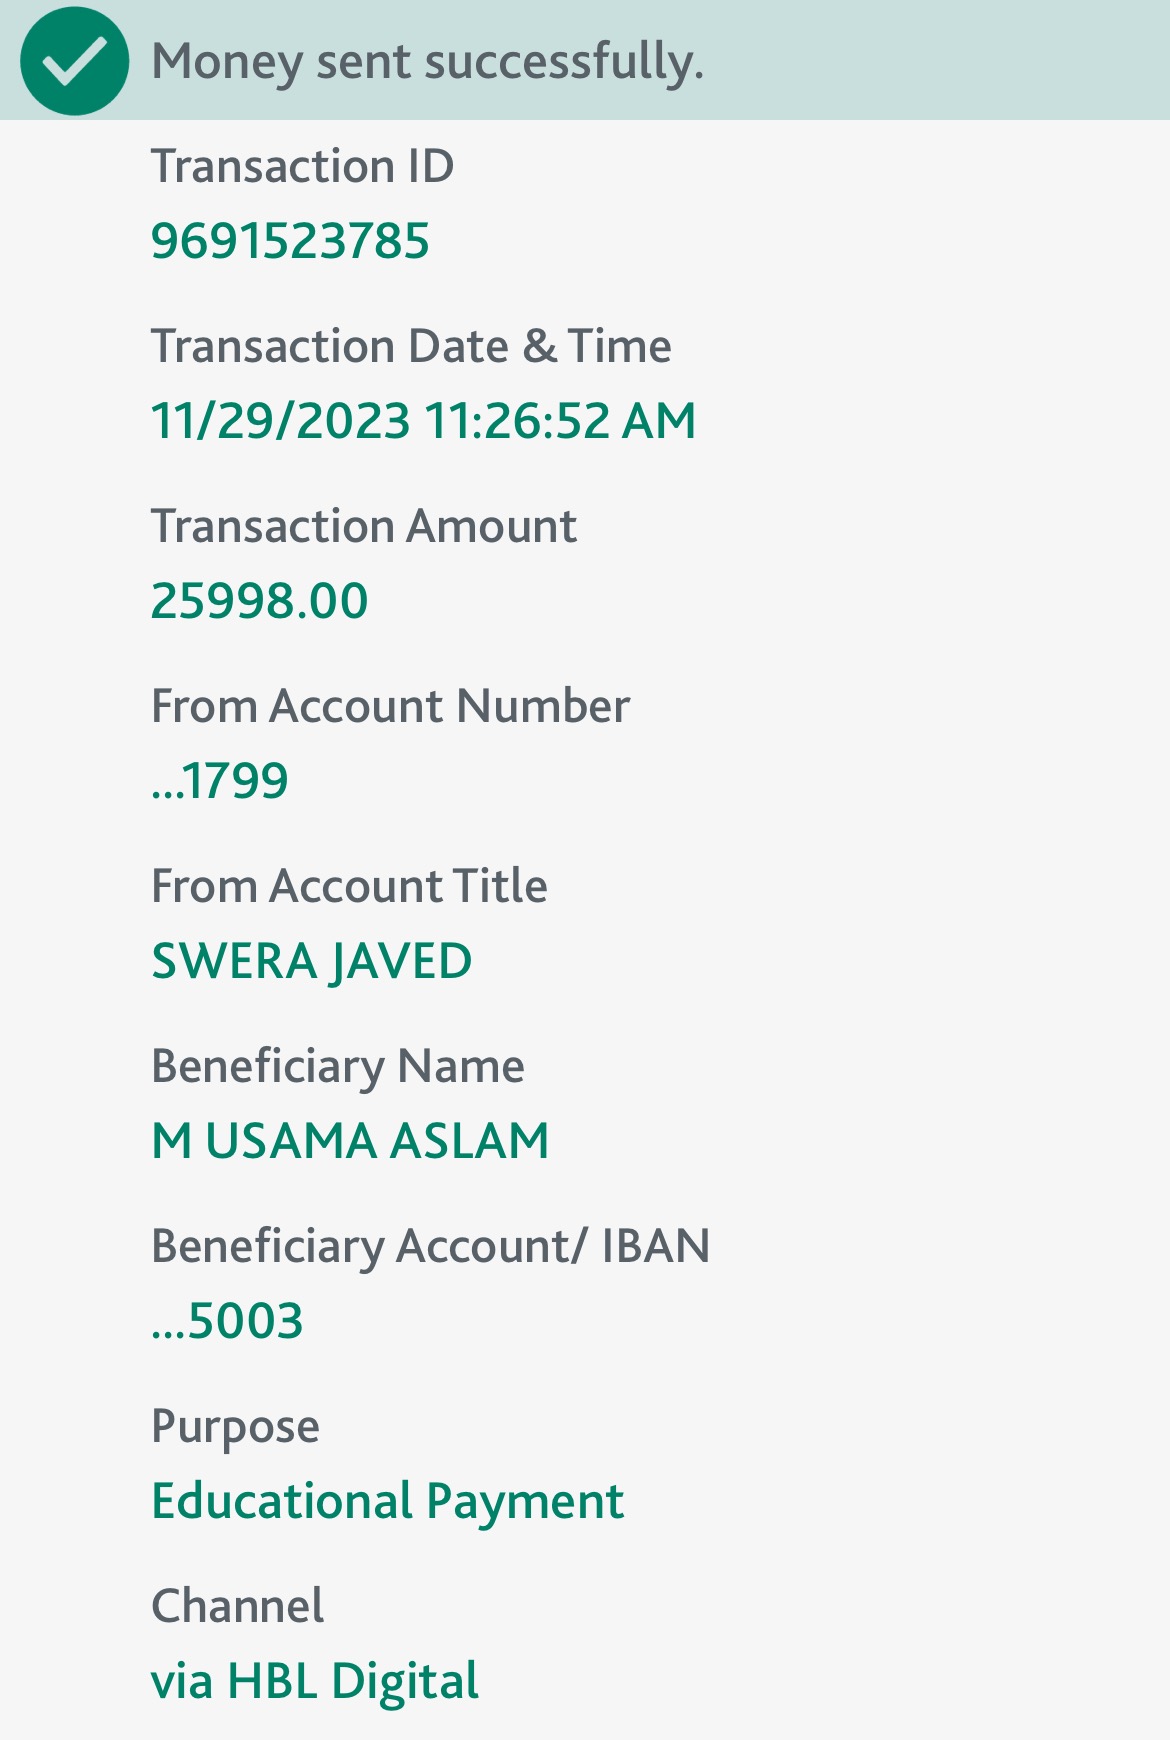 Money sent successfully.
Transaction ID
9691523785
Transaction Date & Time
11/29/2023 11:26:52 AM
Transaction Amount
25998.00
From Account Number
...1799
From Account Title
SWERA JAVED
Beneficiary Name
M USAMA ASLAM
Beneficiary Account/ IBAN
...5003
Purpose
Educational Payment
Channel
via HBL Digital